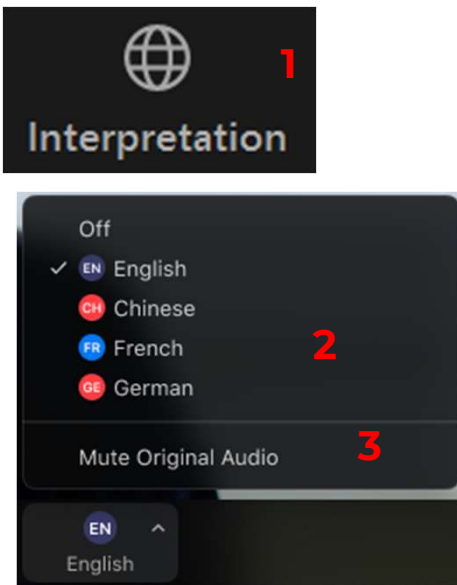 1
Interpretation
Off
EN English
CH Chinese
FR French
2
GE German
Mute Original Audio 3
EN
English